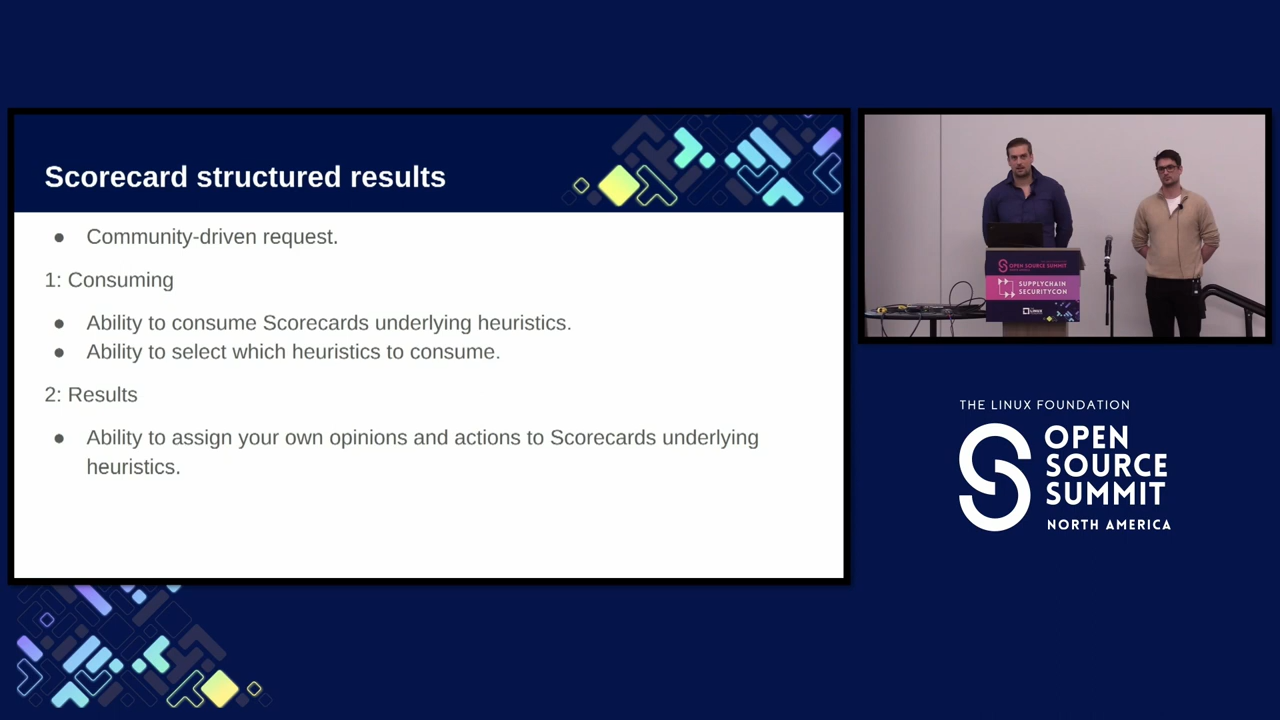 Scorecard structured results
● Community-driven request.
1: Consuming
● Ability to consume Scorecards underlying heuristics.
● Ability to select which heuristics to consume.
2: Results
● Ability to assign your own opinions and actions to Scorecards underlying
heuristics.
OPEN SOURCE SUMMIT
SUPPLYCHAIN
SECURITYCON
THE LINUX FOUNDATION
OPEN
SOURCE
SUMMIT
NORTH AMERICA